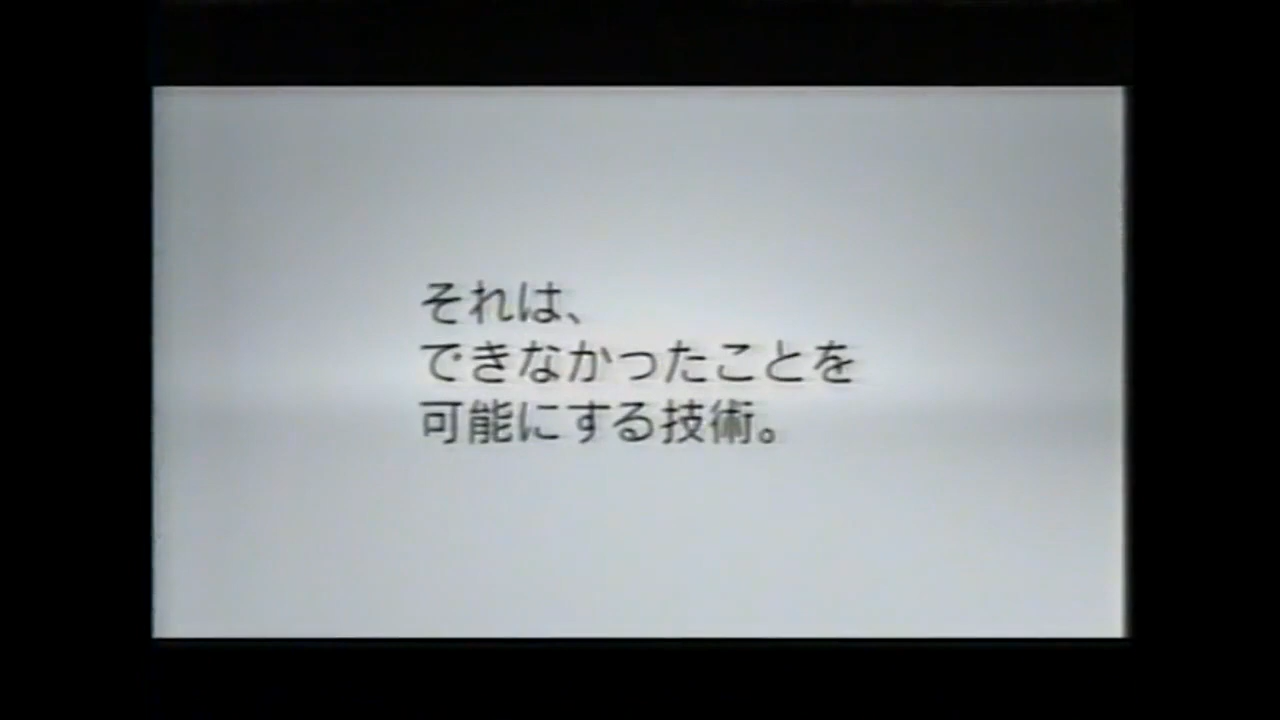 それは、
できなかったことを
可能にする技術。